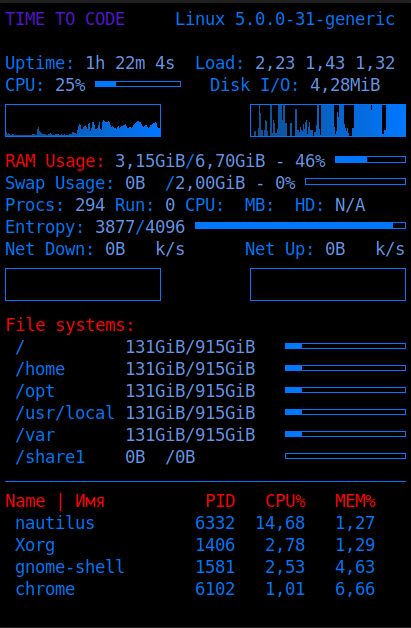 TIME TO CODE Linux 5.0.0-31-generic
Uptime: 1h 22m 4s Load: 2,23 1,43 1,32
CPU: 25% Disk I/O: 4,28MiB
RAM Usage: 3,15GiB/6,70GiB - 46%
Swap Usage: 0B /2,00GiB - 0%
Procs: 294 Run: 0 CPU: MB: HD: N/A
Entropy: 3877/4096
Net Down: 0B k/s Net Up: 0B k/s
File systems:
/ 131GiB/915GiB
/home 131GiB/915GiB
/opt 131GiB/915GiB
/usr/local 131GiB/915GiB
/var 131GiB/915GiB
/share1 0B /0B
Name | Имя PID CPU% MEM%
nautilus 6332 14,68 1,27
Xorg 1406 2,78 1,29
gnome-shell 1581 2,53 4,63
chrome 6102 1,01 6,66